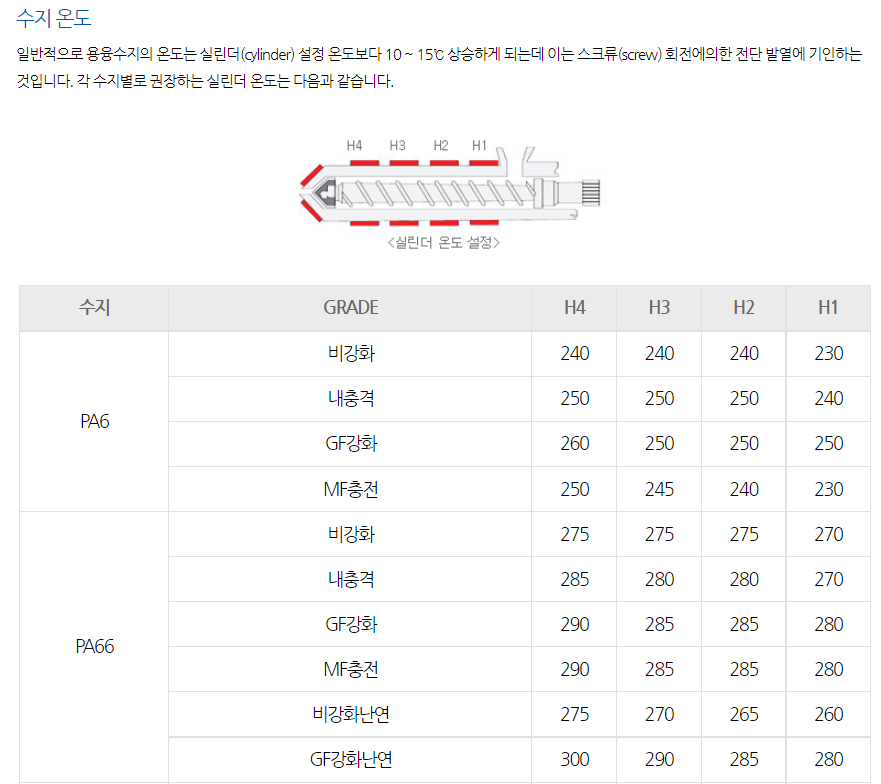 수지 온도
일반적으로 용융수지의 온도는 실린더(cylinder) 설정 온도보다 10 ~ 15℃ 상승하게 되는데 이는 스크류(screw) 회전에의한 전단 발열에 기인하는
것입니다. 각 수지별로 권장하는 실린더 온도는 다음과 같습니다.
H4 H3 H2 H1
<실린더 온도 설정>
수지 GRADE H4 H3 H2 H1
PA6
비강화 240 240 240 230
내충격 250 250 250 240
GF강화 260 250 250 250
MF충전 250 245 240 230
PA66
비강화 275 275 275 270
내충격 285 280 280 270
GF강화 290 285 285 280
MF충전 290 285 285 280
비강화난연 275 270 265 260
GF강화난연 300 290 285 280